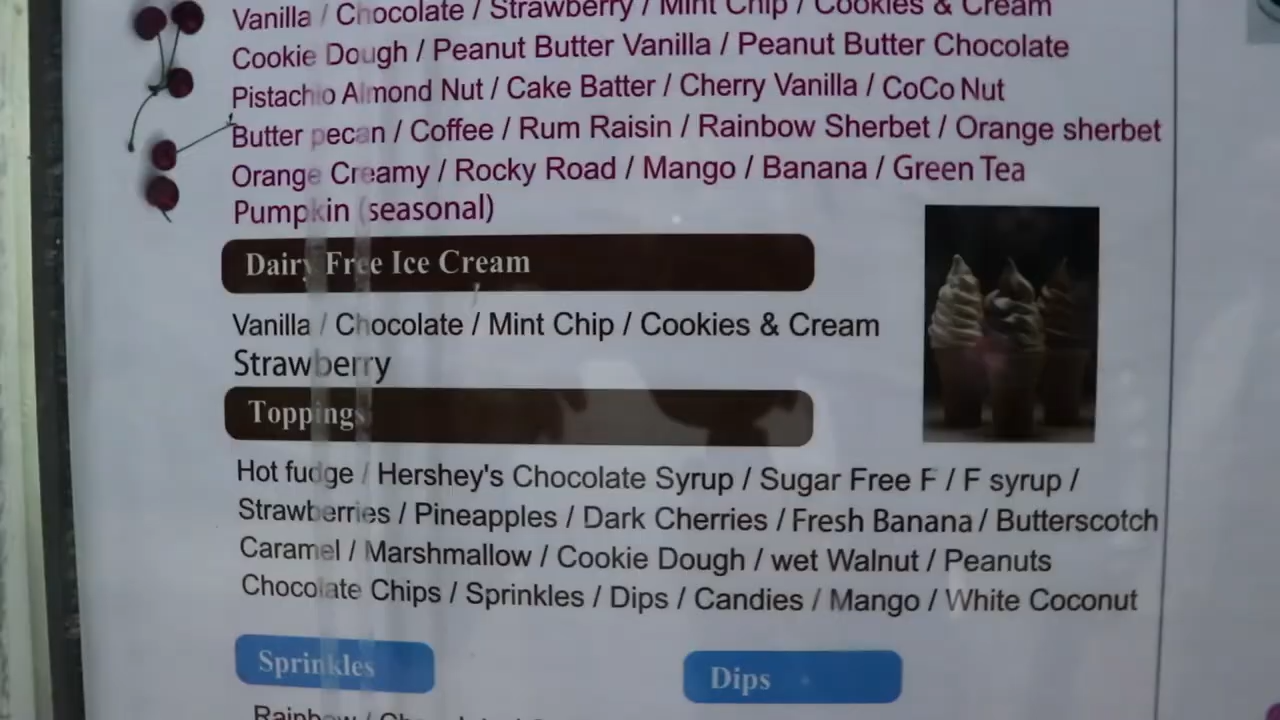 Vanilla / Chocolate / Strawberry / Mint Chip / Cookies & Cream
Cookie Dough / Peanut Butter Vanilla / Peanut Butter Chocolate
Pistachio Almond Nut / Cake Batter / Cherry Vanilla / CoCo Nut
Butter pecan / Coffee / Rum Raisin / Rainbow Sherbet / Orange sherbet
Orange Creamy / Rocky Road / Mango / Banana / Green Tea
Pumpkin (seasonal)
Dairy Free Ice Cream
Vanilla / Chocolate / Mint Chip / Cookies & Cream
Strawberry
Toppings
Hot fudge / Hershey's Chocolate Syrup / Sugar Free F / F syrup /
Strawberries / Pineapples / Dark Cherries / Fresh Banana / Butterscotch
Caramel / Marshmallow / Cookie Dough / wet Walnut / Peanuts
Chocolate Chips / Sprinkles / Dips / Candies / Mango / White Coconut
Sprinkles
Dips
Rainbow /